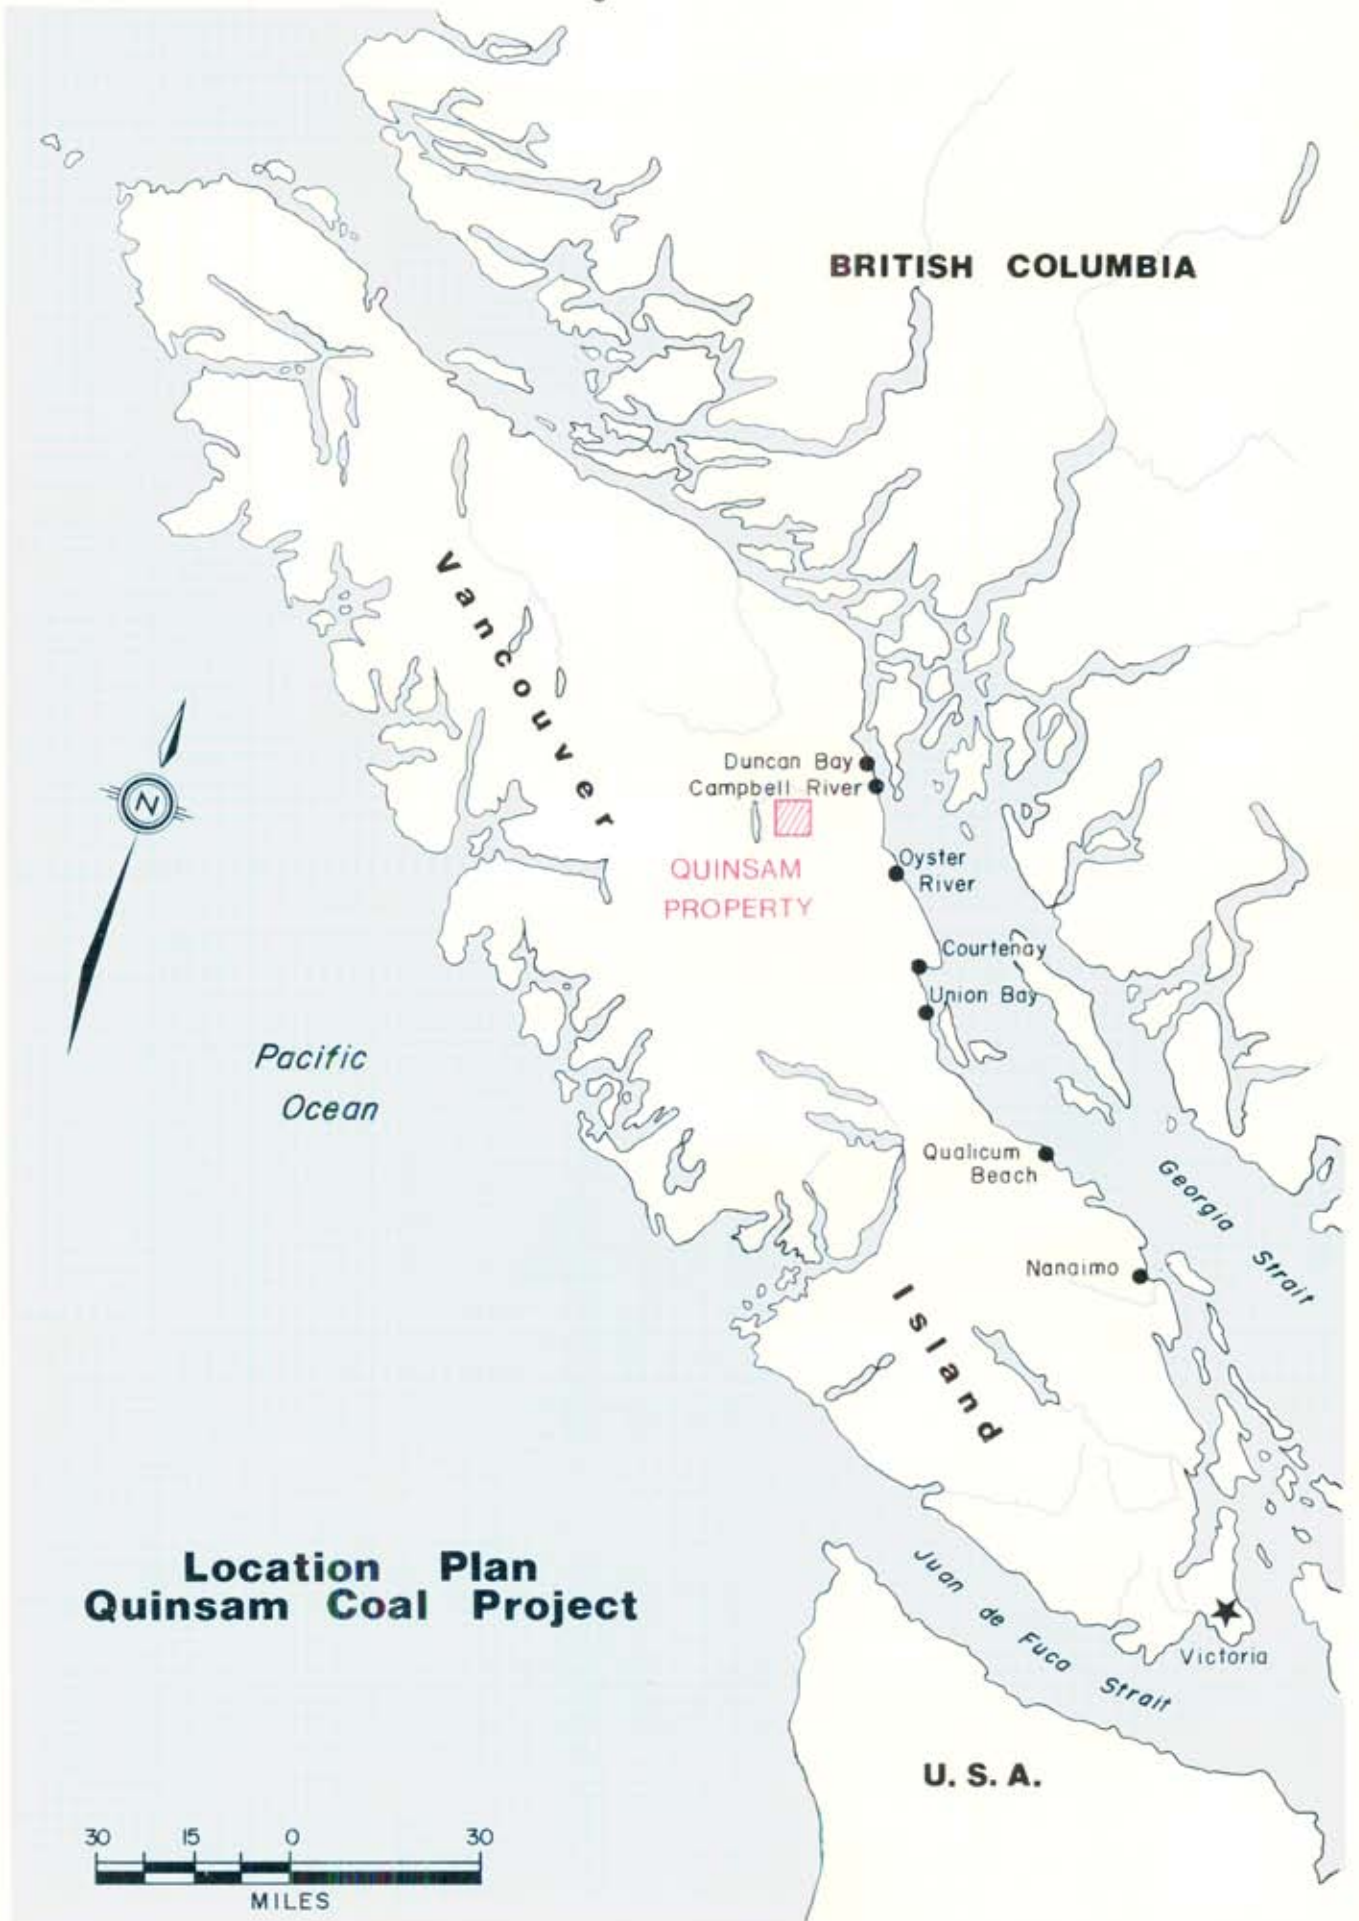 BRITISH COLUMBIA
Vancouver
Duncan Bay
Campbell River
QUINSAM
PROPERTY
Oyster
River
Courtenay
Union Bay
N
Pacific
Ocean
Qualicum
Beach
Georgia Strait
Nanaimo
Island
Location Plan
Quinsam Coal Project
Juan de Fuca Strait
Victoria
U. S. A.
30 15 0 30
MILES